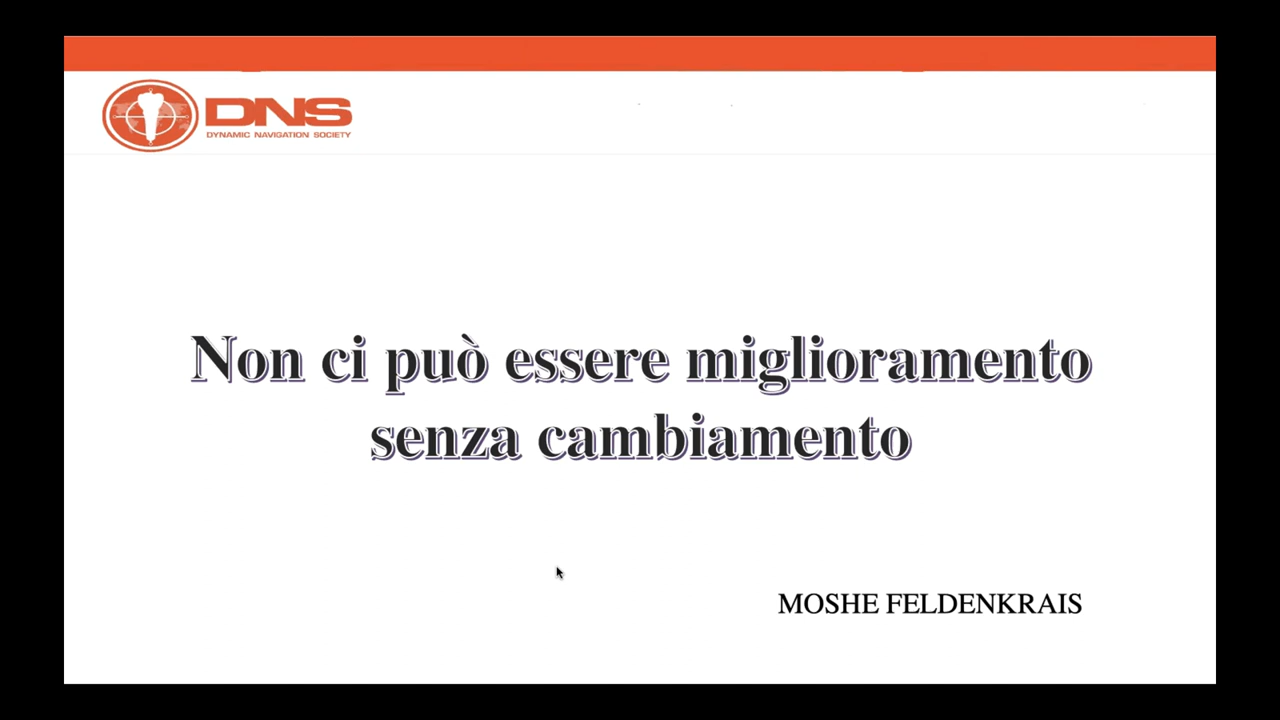 DNS
DYNAMIC NAVIGATION SOCIETY
Non ci può essere miglioramento
senza cambiamento
MOSHE FELDENKRAIS